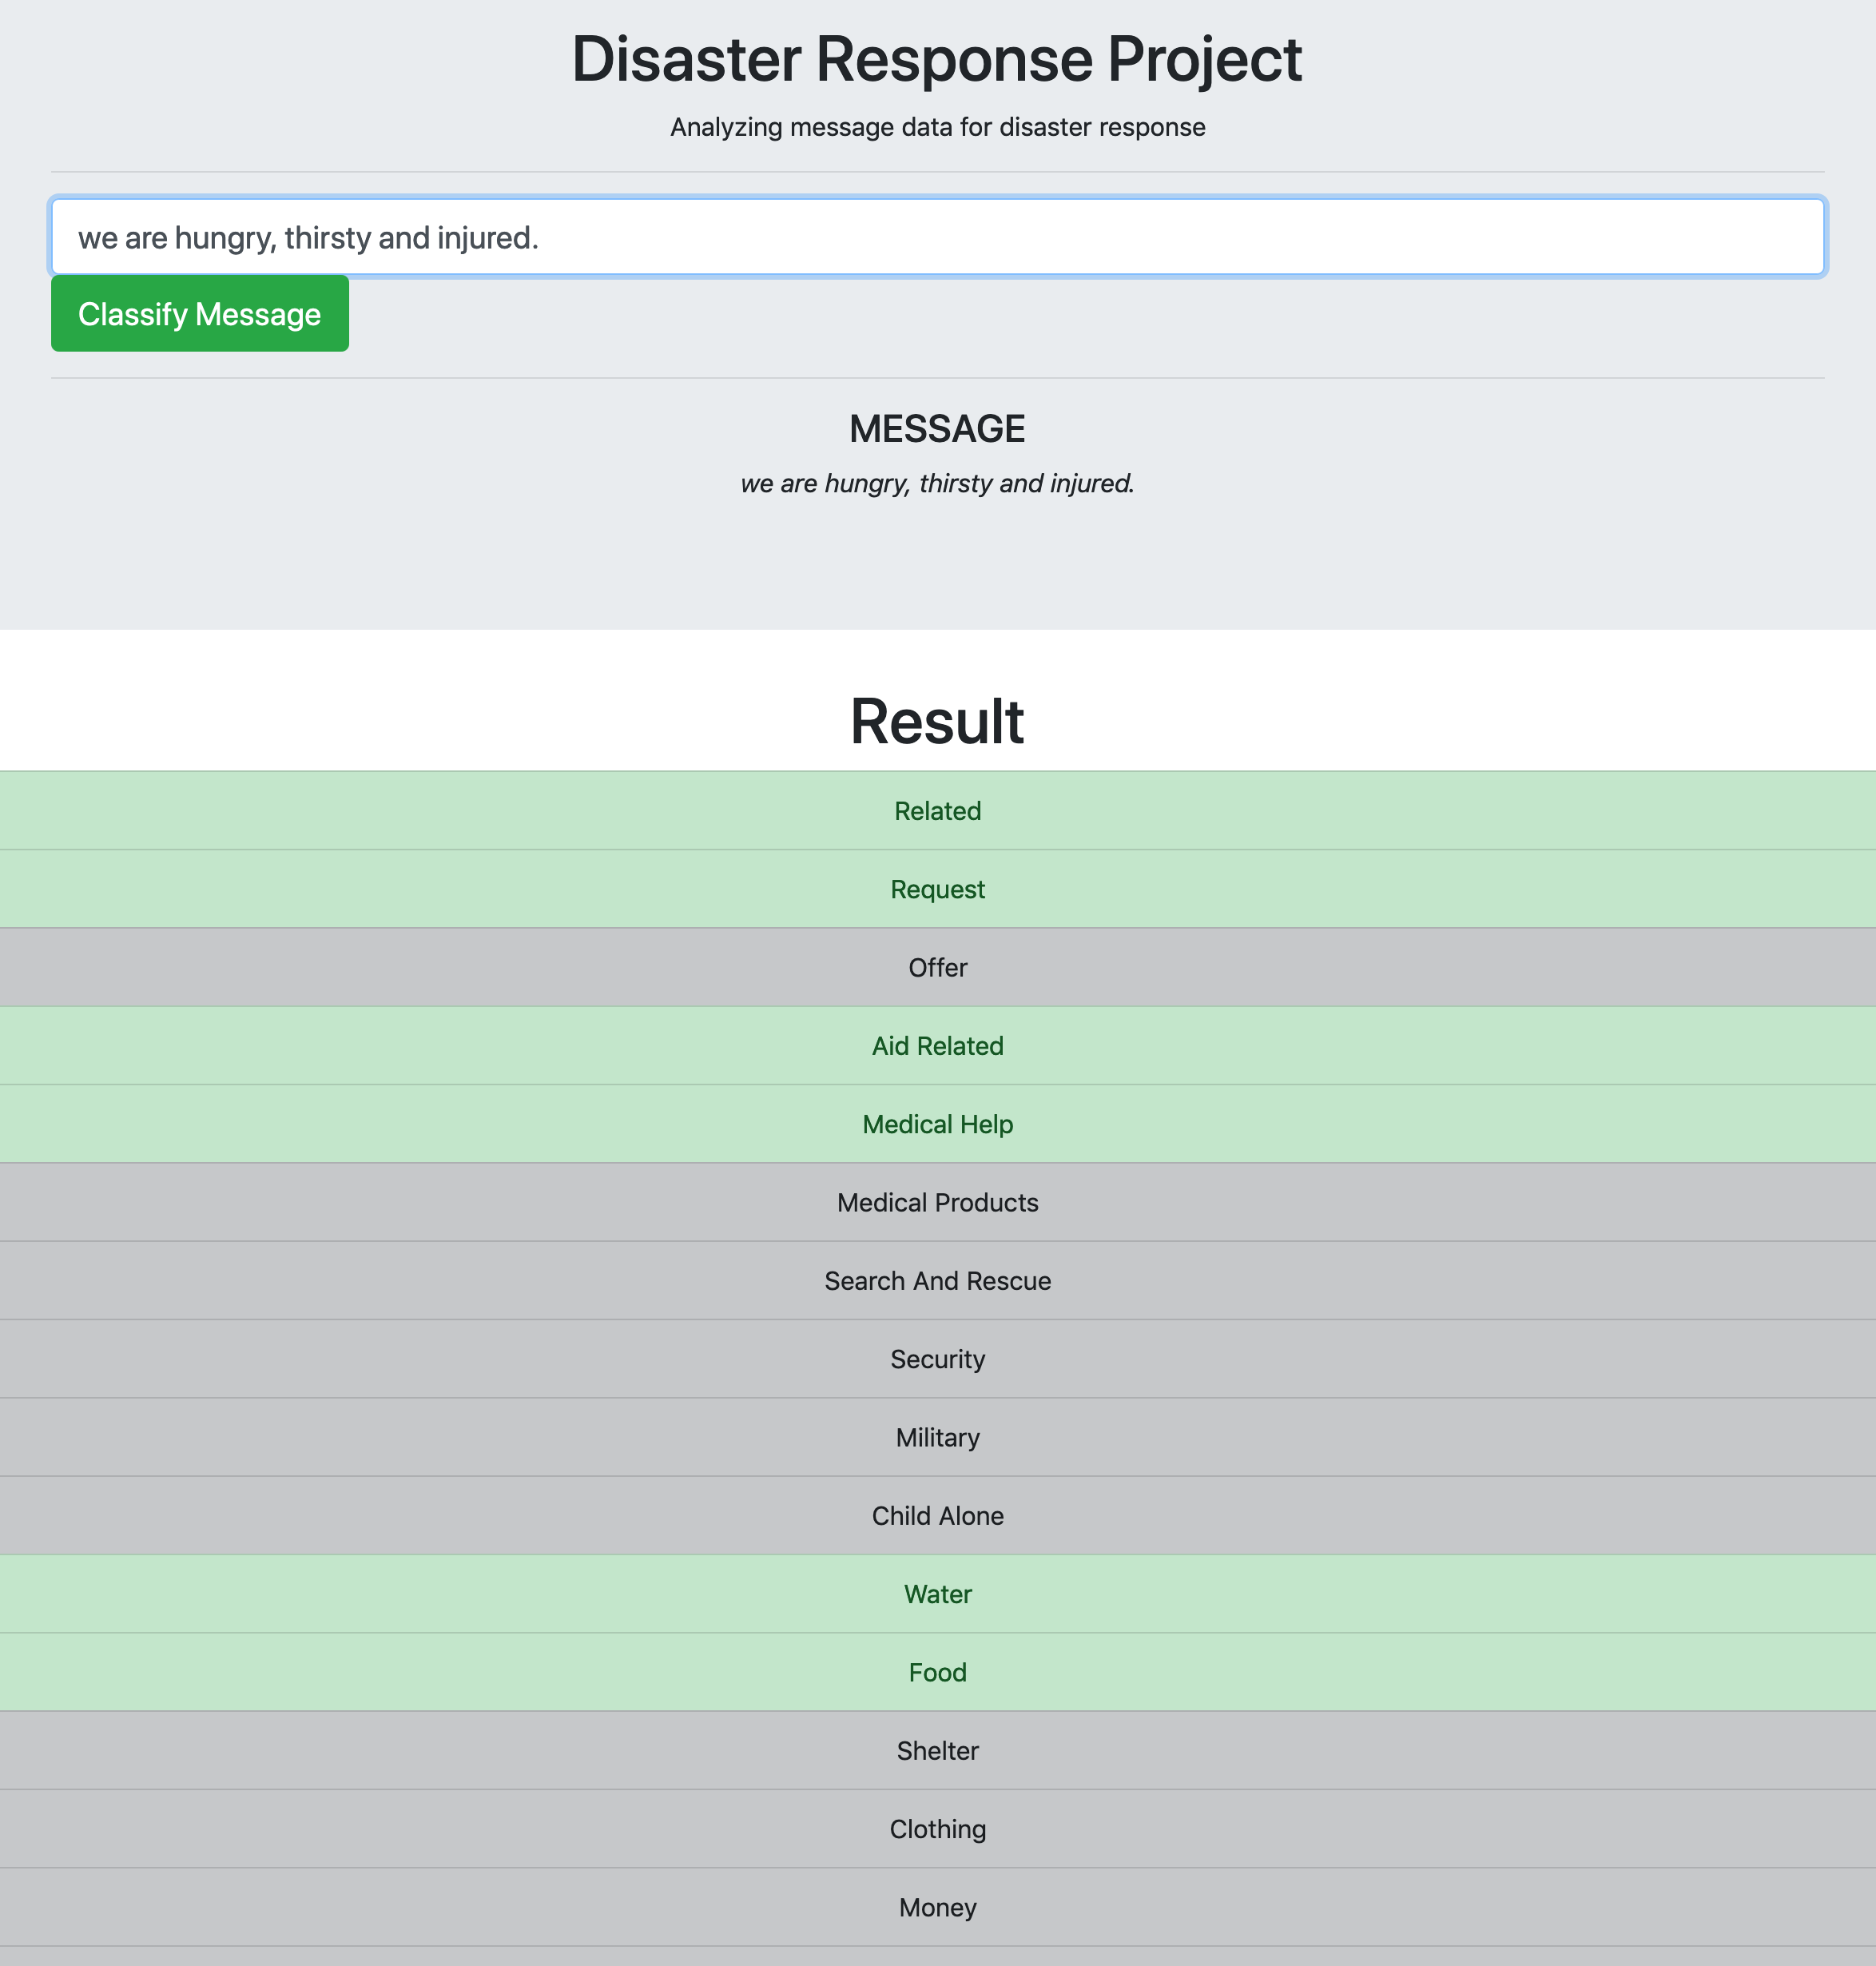 Disaster Response Project
Analyzing message data for disaster response
we are hungry, thirsty and injured.
Classify Message
MESSAGE
we are hungry, thirsty and injured.
Result
Related
Request
Offer
Aid Related
Medical Help
Medical Products
Search And Rescue
Security
Military
Child Alone
Water
Food
Shelter
Clothing
Money